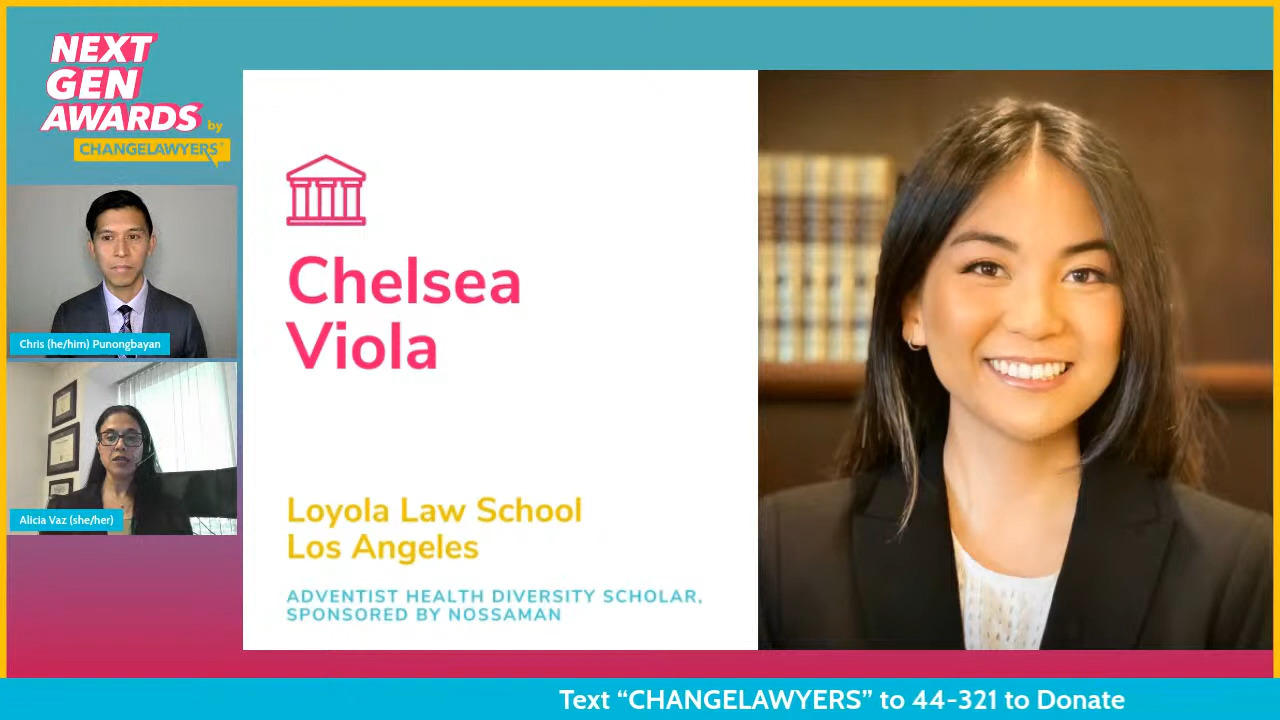 NEXT
GEN
AWARDS by
CHANGELAWYERS
Chris (he/him) Punongbayan
Alicia Vaz (she/her)
Chelsea
Viola
Loyola Law School
Los Angeles
ADVENTIST HEALTH DIVERSITY SCHOLAR,
SPONSORED BY NOSSAMAN
Text “CHANGELAWYERS” to 44-321 to Donate